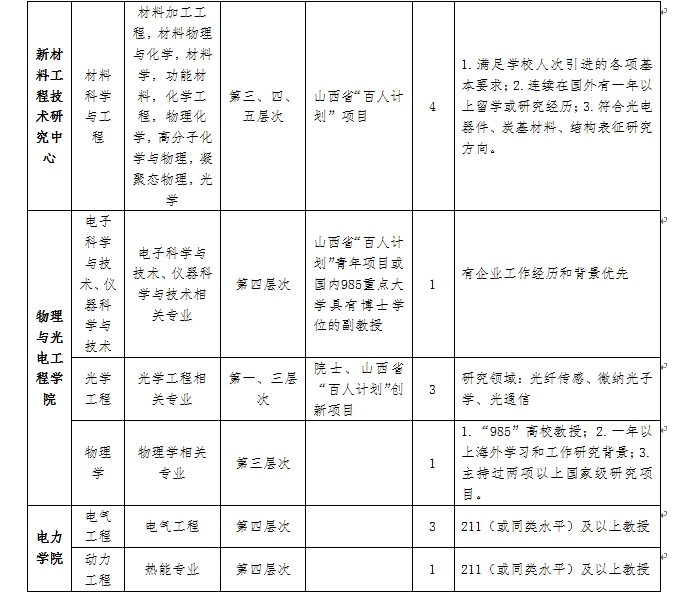 新材
料工
程技
术研
究中
心
材料
科学
与工
程
材料加工工
程，材料物理
与化学，材料
学，功能材
料，化学工
程，物理化
学，高分子化
学与物理，凝
聚态物理，光
学
第三、四、
五层次
山西省“百人计
划” 项目
4
1.满足学校人次引进的各项基
本要求；2.连续在国外有一年以
上留学或研究经历；3.符合光电
器件、炭基材料、结构表征研究
方向。
物理
与光
电工
程学
院
电子
科学
与技
术、仪
器科
学与
技术
电子科学与
技术、仪器科
学与技术相
关专业
第四层次
山西省“百人计
划”青年项目或
国内985重点大
学具有博士学
位的副教授
1
有企业工作经历和背景优先
光学
工程
光学工程相
关专业
第一、三层
次
院士、山西省
“百人计划”创
新项目
3
研究领域：光纤传感、微纳光子
学、光通信
物理
学
物理学相关
专业
第三层次
1
1.“985”高校教授；2.一年以
上海外学习和工作研究背景；3.
主持过两项以上国家级研究项
目。
电力
学院
电气
工程
电气工程
第四层次
3
211（或同类水平）及以上教授
动力
工程
热能专业
第四层次
1
211（或同类水平）及以上教授